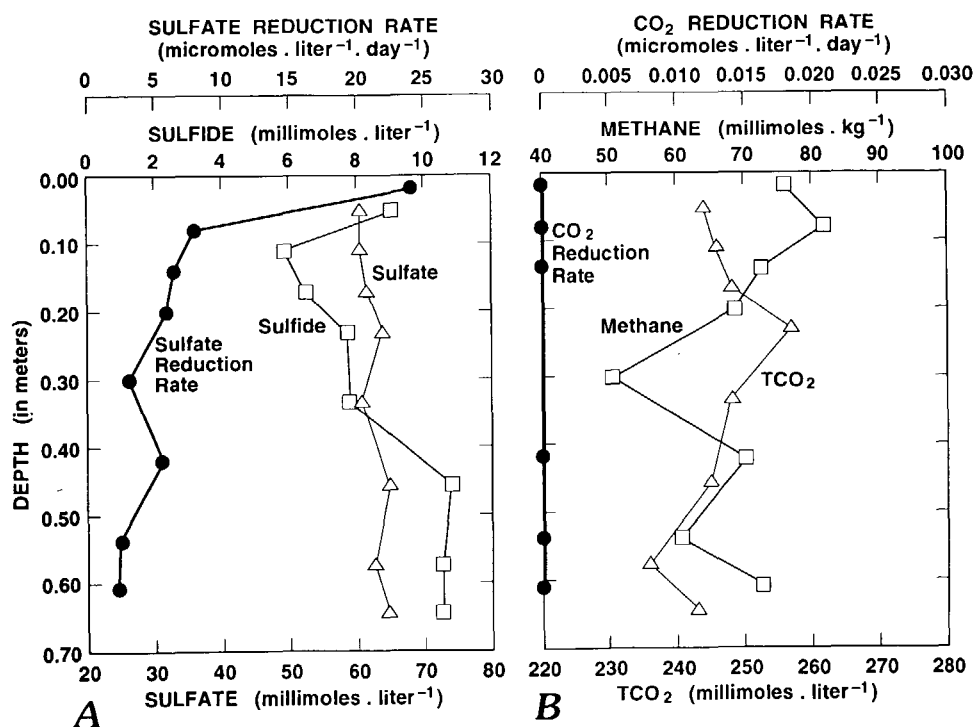 SULFATE REDUCTION RATE
(micromoles . liter⁻¹ . day⁻¹)
0 5 10 15 20 25 30
SULFIDE (millimoles . liter⁻¹)
0 2 4 6 8 10 12
DEPTH (in meters)
0.00
0.10
0.20
0.30
0.40
0.50
0.60
0.70
Sulfate
Sulfide
Sulfate
Reduction
Rate
20 30 40 50 60 70 80
SULFATE (millimoles . liter⁻¹)
A
CO₂ REDUCTION RATE
(micromoles . liter⁻¹ . day⁻¹)
0 0.005 0.010 0.015 0.020 0.025 0.030
METHANE (millimoles . kg⁻¹)
40 50 60 70 80 90 100
CO₂
Reduction
Rate
Methane
TCO₂
220 230 240 250 260 270 280
TCO₂ (millimoles . liter⁻¹)
B